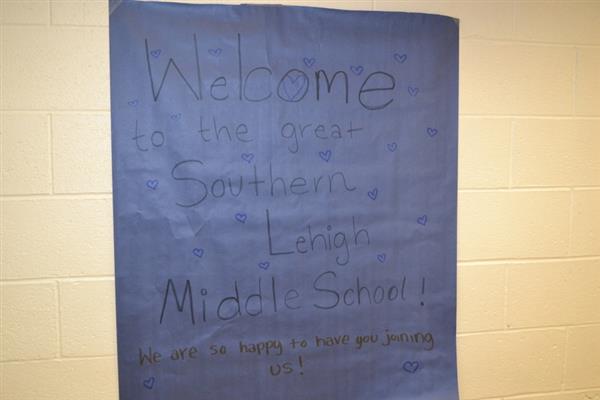 Welcome
to the great
Southern
Lehigh
Middle School!
We are so happy to have you joining
us!